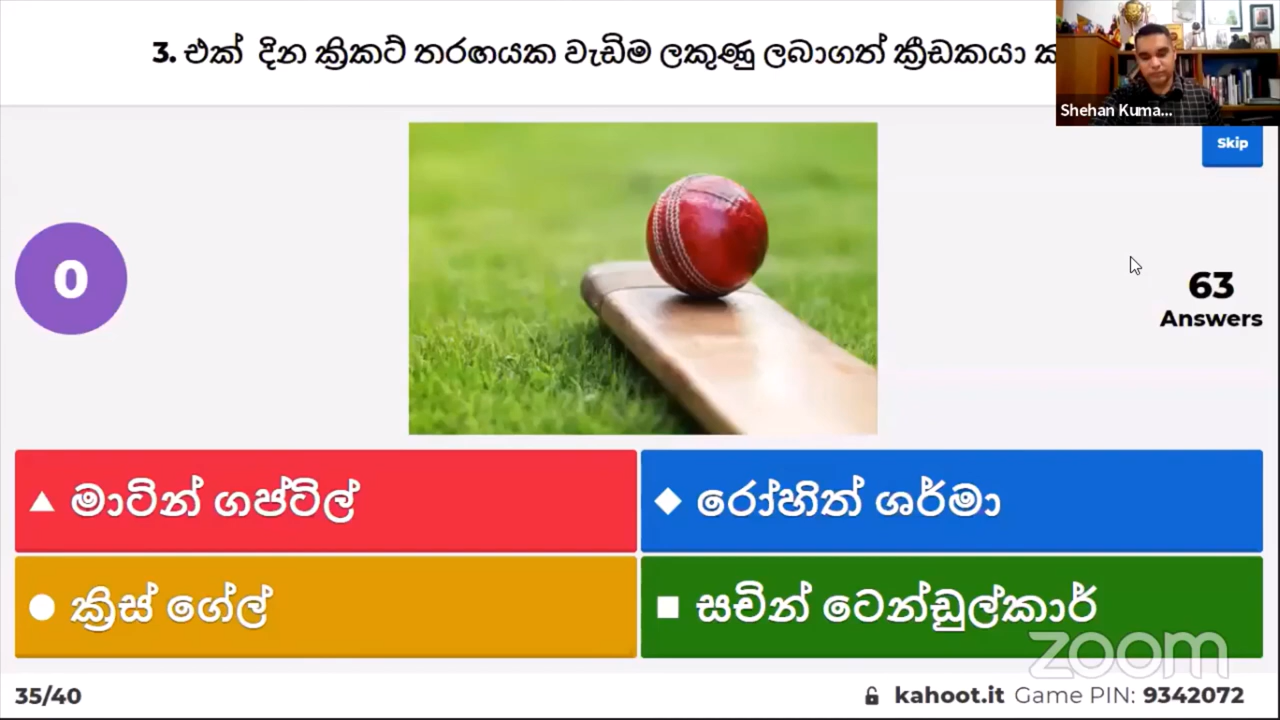 3. එක් දින ක්‍රිකට් තරඟයක වැඩිම ලකුණු ලබාගත් ක්‍රීඩකයා
Shehan Kuma...
Skip
0
63
Answers
මාටින් ගප්ටිල්
රෝහිත් ශර්මා
ක්‍රිස් ගේල්
සචින් ටෙන්ඩුල්කාර්
zoom
35/40
kahoot.it Game PIN: 9342072